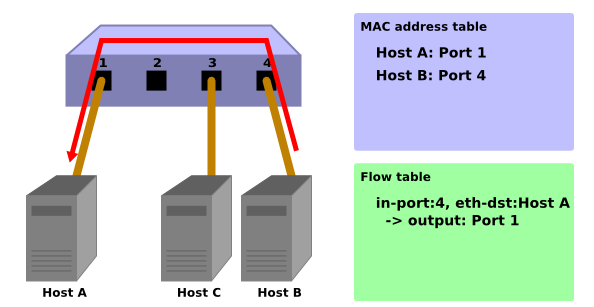 1 2 3 4
Host A
Host C
Host B
MAC address table
Host A: Port 1
Host B: Port 4
Flow table
in-port:4, eth-dst:Host A
-> output: Port 1